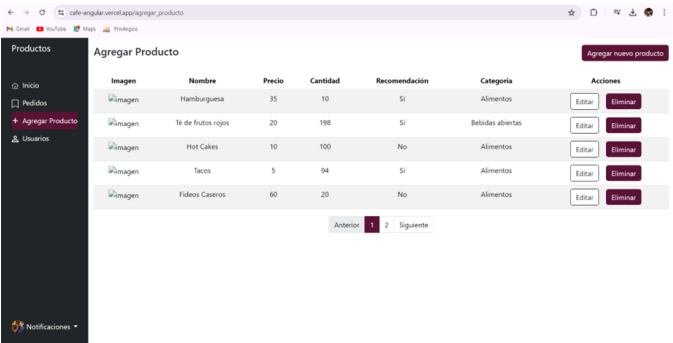 cafe-angular.vercel.app/agregar_producto
Gmail YouTube Maps Privilegios
Productos
Inicio
Pedidos
+ Agregar Producto
Usuarios
Notificaciones
Agregar Producto
Agregar nuevo producto
Imagen Nombre Precio Cantidad Recomendación Categoria Acciones
imagen Hamburguesa 35 10 Sí Alimentos Editar Eliminar
imagen Té de frutos rojos 20 198 Sí Bebidas abiertas Editar Eliminar
imagen Hot Cakes 10 100 No Alimentos Editar Eliminar
imagen Tacos 5 94 Sí Alimentos Editar Eliminar
imagen Fideos Caseros 60 20 No Alimentos Editar Eliminar
Anterior 1 2 Siguiente